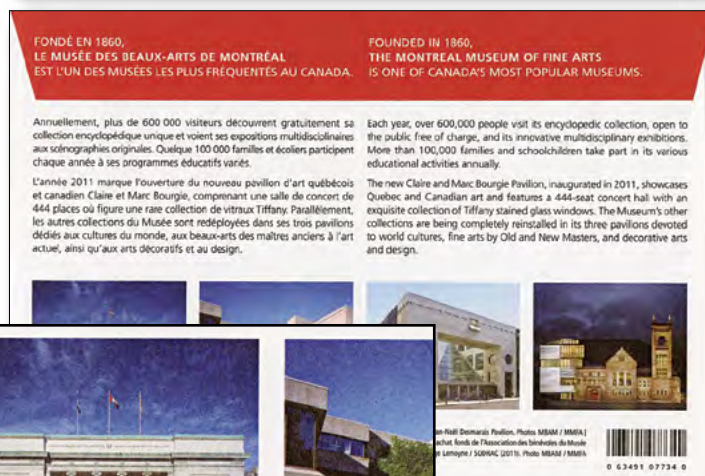 FONDÉ EN 1860,
LE MUSÉE DES BEAUX-ARTS DE MONTRÉAL
EST L'UN DES MUSÉES LES PLUS FRÉQUENTÉS AU CANADA.
Annuellement, plus de 600 000 visiteurs découvrent gratuitement sa
collection encyclopédique unique et voient ses expositions multidisciplinaires
aux scénographies originales. Quelque 100 000 familles et écoliers participent
chaque année à ses programmes éducatifs variés.
L'année 2011 marque l'ouverture du nouveau pavillon d'art québécois
et canadien Claire et Marc Bourgie, comprenant une salle de concert de
444 places où figure une rare collection de vitraux Tiffany. Parallèlement,
les autres collections du Musée sont redéployées dans ses trois pavillons
dédiés aux cultures du monde, aux beaux-arts des maîtres anciens à l'art
actuel, ainsi qu'aux arts décoratifs et au design.
FOUNDED IN 1860,
THE MONTREAL MUSEUM OF FINE ARTS
IS ONE OF CANADA'S MOST POPULAR MUSEUMS.
Each year, over 600,000 people visit its encyclopedic collection, open to
the public free of charge, and its innovative multidisciplinary exhibitions.
More than 100,000 families and schoolchildren take part in its various
educational activities annually.
The new Claire and Marc Bourgie Pavilion, inaugurated in 2011, showcases
Quebec and Canadian art and features a 444-seat concert hall with an
exquisite collection of Tiffany stained glass windows. The Museum's other
collections are being completely reinstalled in its three pavilions devoted
to world cultures, fine arts by Old and New Masters, and decorative arts
and design.
an-Noël Desmarais Pavilion. Photos MBAM / MMFA |
achat, fonds de l'Association des bénévoles du Musée
Lemoyne / SODRAC (2011). Photo MBAM / MMFA
0 63491 07734 0